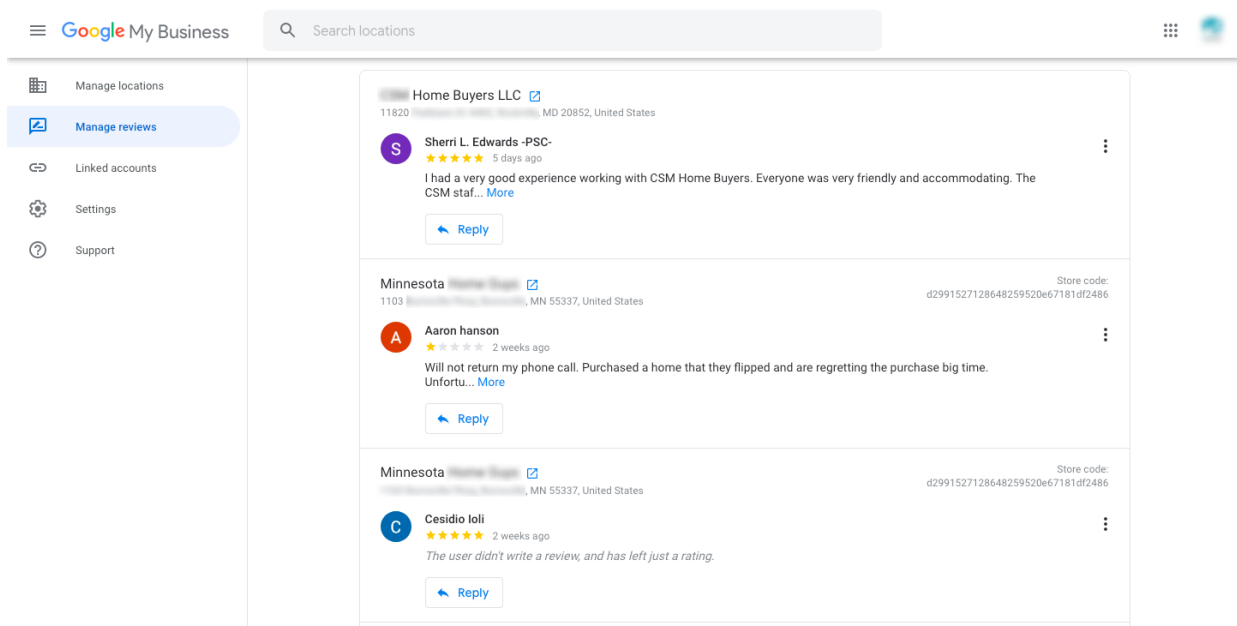 Google My Business
Search locations
Manage locations
Manage reviews
Linked accounts
Settings
Support
Home Buyers LLC
11820 MD 20852, United States
S
Sherri L. Edwards -PSC-
5 days ago
I had a very good experience working with CSM Home Buyers. Everyone was very friendly and accommodating. The
CSM staf... More
Reply
Minnesota
Store code:
1103 , MN 55337, United States
d2991527128648259520e67181df2486
A
Aaron hanson
2 weeks ago
Will not return my phone call. Purchased a home that they flipped and are regretting the purchase big time.
Unfortu... More
Reply
Minnesota
Store code:
, MN 55337, United States
d2991527128648259520e67181df2486
C
Cesidio Ioli
2 weeks ago
The user didn't write a review, and has left just a rating.
Reply